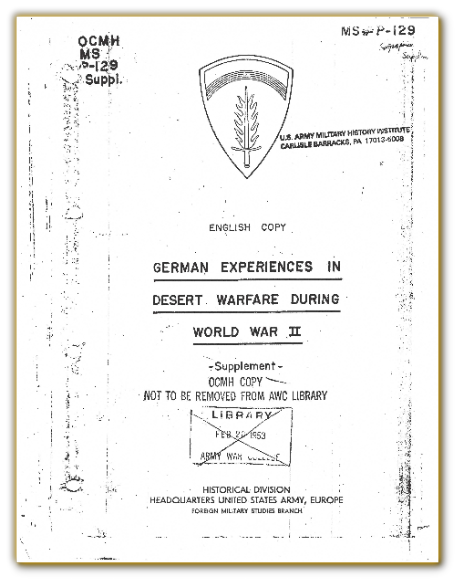 OCMH
MS
P-129
Suppl.
MS P-129
U.S. ARMY MILITARY HISTORY INSTITUTE
CARLISLE BARRACKS, PA 17013-5008
ENGLISH COPY
GERMAN EXPERIENCES IN
DESERT WARFARE DURING
WORLD WAR II
-Supplement-
OCMH COPY
NOT TO BE REMOVED FROM AWC LIBRARY
LIBRARY
FEB 1953
ARMY WAR COLLEGE
HISTORICAL DIVISION
HEADQUARTERS UNITED STATES ARMY, EUROPE
FOREIGN MILITARY STUDIES BRANCH